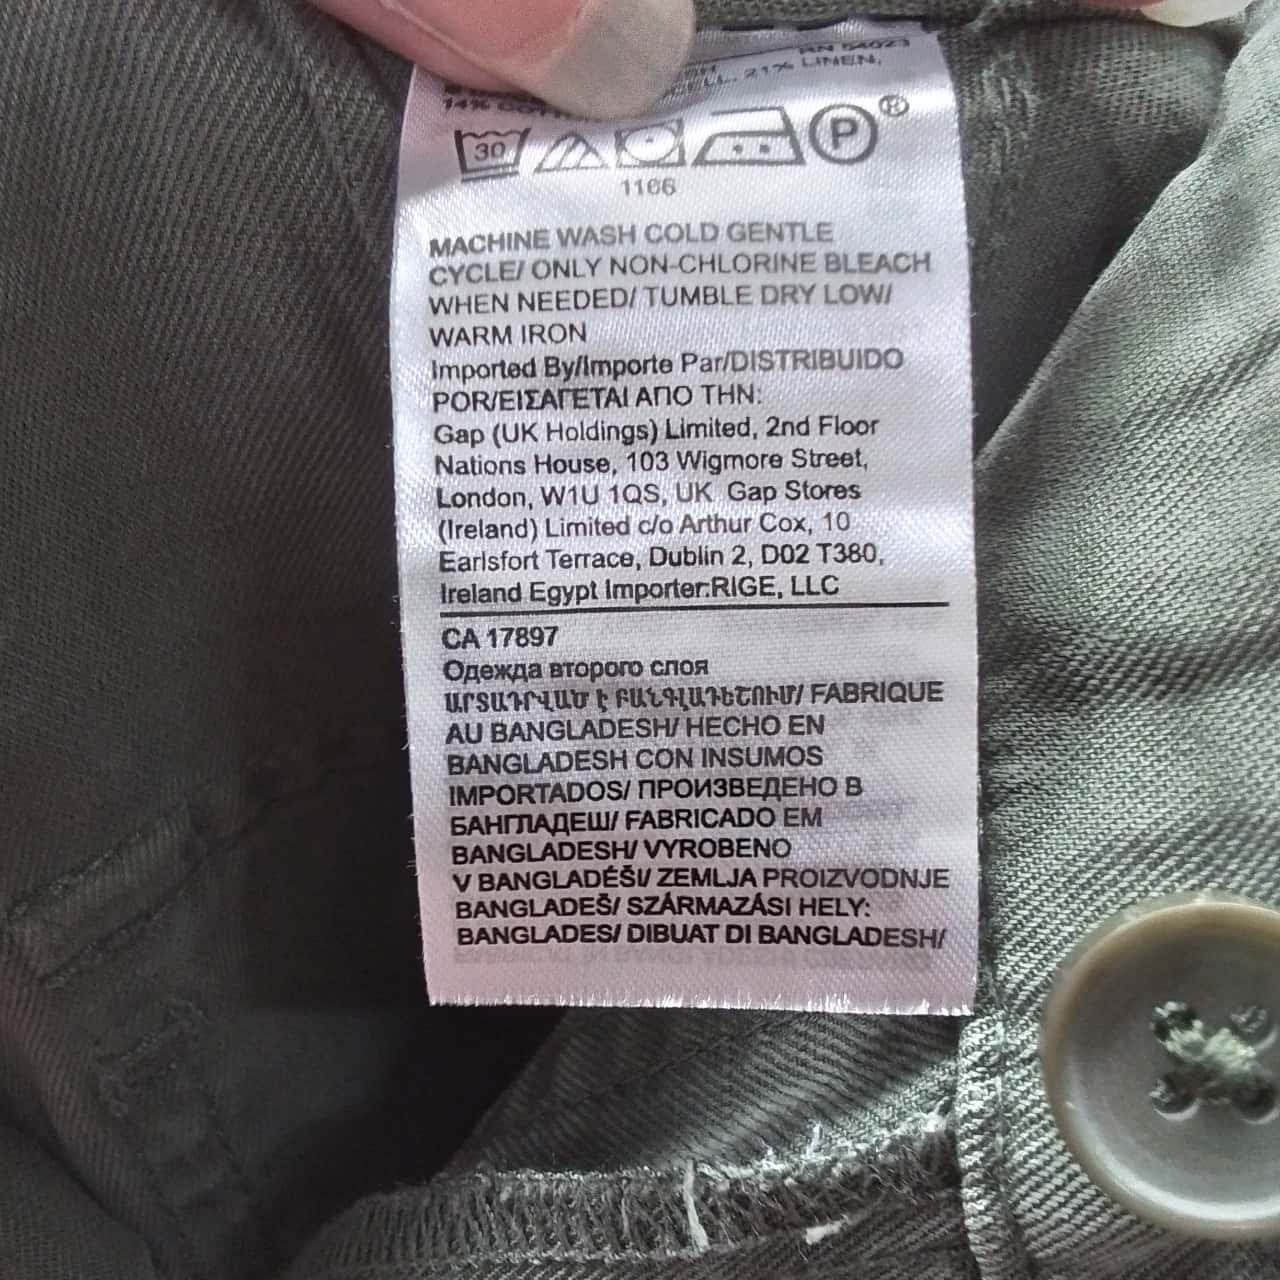 RN 54023
21% LINEN,
14%
30 P ®
1166
MACHINE WASH COLD GENTLE
CYCLE/ ONLY NON-CHLORINE BLEACH
WHEN NEEDED/ TUMBLE DRY LOW/
WARM IRON
Imported By/Importe Par/DISTRIBUIDO
POR/ΕΙΣΑΓΕΤΑΙ ΑΠΟ ΤΗΝ:
Gap (UK Holdings) Limited, 2nd Floor
Nations House, 103 Wigmore Street,
London, W1U 1QS, UK Gap Stores
(Ireland) Limited c/o Arthur Cox, 10
Earlsfort Terrace, Dublin 2, D02 T380,
Ireland Egypt Importer:RIGE, LLC
CA 17897
Одежда второго слоя
ԱՐՏԱԴՐՎԱԾ Է ԲԱՆԳԼԱԴԵՇՈՒՄ/ FABRIQUE
AU BANGLADESH/ HECHO EN
BANGLADESH CON INSUMOS
IMPORTADOS/ ПРОИЗВЕДЕНО В
БАНГЛАДЕШ/ FABRICADO EM
BANGLADESH/ VYROBENO
V BANGLADÉŠI/ ZEMLJA PROIZVODNJE
BANGLADEŠ/ SZÁRMAZÁSI HELY:
BANGLADES/ DIBUAT DI BANGLADESH/